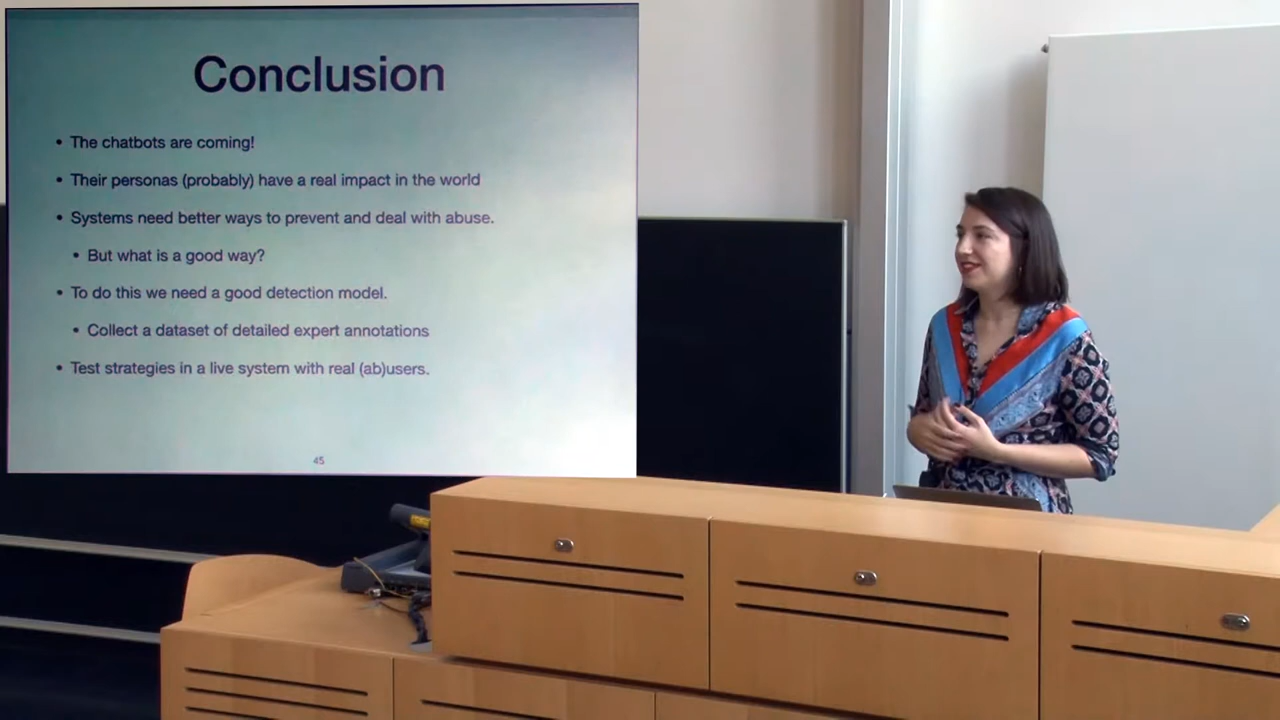 Conclusion
• The chatbots are coming!
• Their personas (probably) have a real impact in the world
• Systems need better ways to prevent and deal with abuse.
• But what is a good way?
• To do this we need a good detection model.
• Collect a dataset of detailed expert annotations
• Test strategies in a live system with real (ab)users.
45